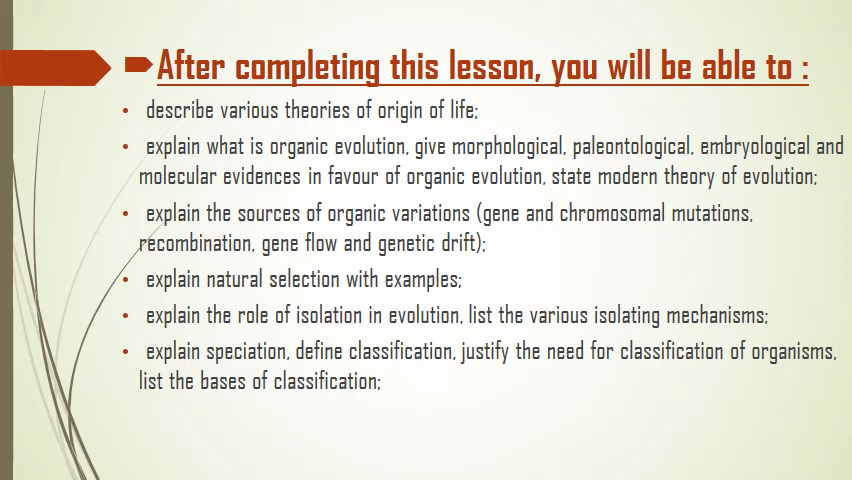 After completing this lesson, you will be able to :
• describe various theories of origin of life;
• explain what is organic evolution, give morphological, paleontological, embryological and
molecular evidences in favour of organic evolution, state modern theory of evolution;
• explain the sources of organic variations (gene and chromosomal mutations,
recombination, gene flow and genetic drift);
• explain natural selection with examples;
• explain the role of isolation in evolution, list the various isolating mechanisms;
• explain speciation, define classification, justify the need for classification of organisms,
list the bases of classification;